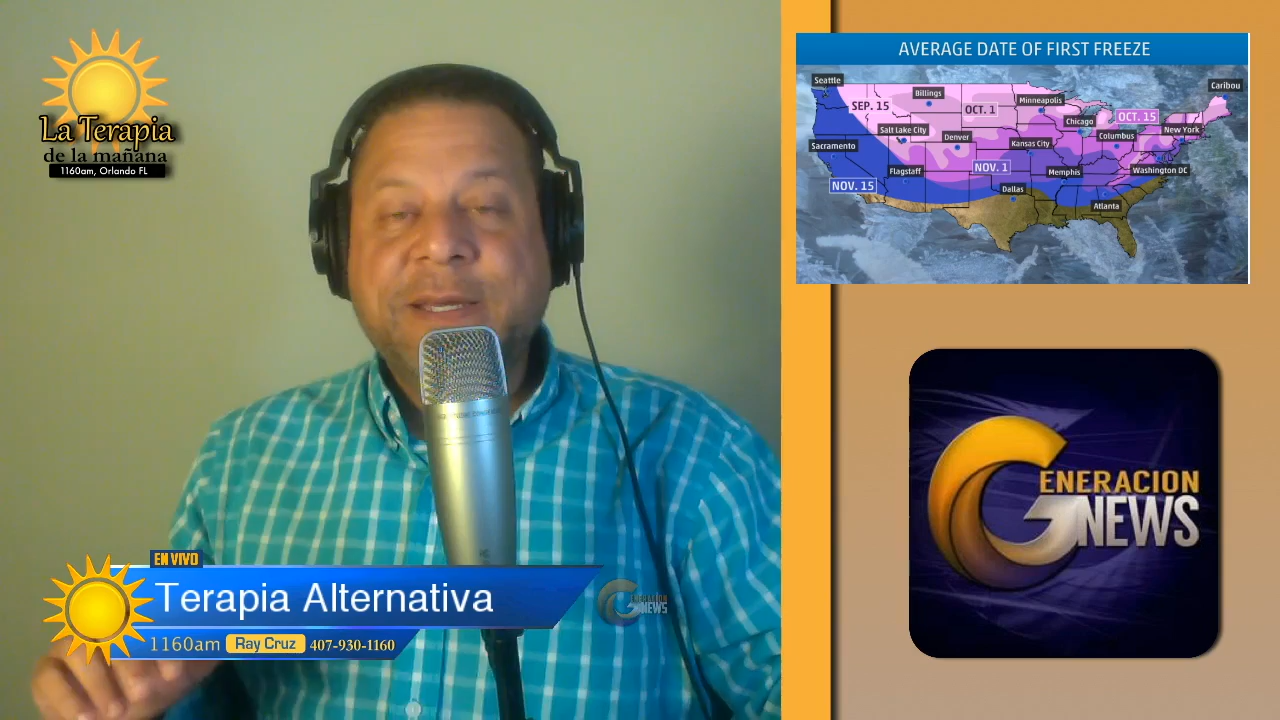 La Terapia
de la mañana
1160am, Orlando FL
EN VIVO
Terapia Alternativa
1160am Ray Cruz 407-930-1160
ENERACION
NEWS
AVERAGE DATE OF FIRST FREEZE
Seattle
Caribou
Billings
SEP. 15
OCT. 1
Minneapolis
OCT. 15
Chicago
Salt Lake City
Denver
Columbus
New York
Sacramento
Kansas City
Flagstaff
NOV. 1
Memphis
Washington DC
NOV. 15
Dallas
Atlanta
GENERACION
NEWS